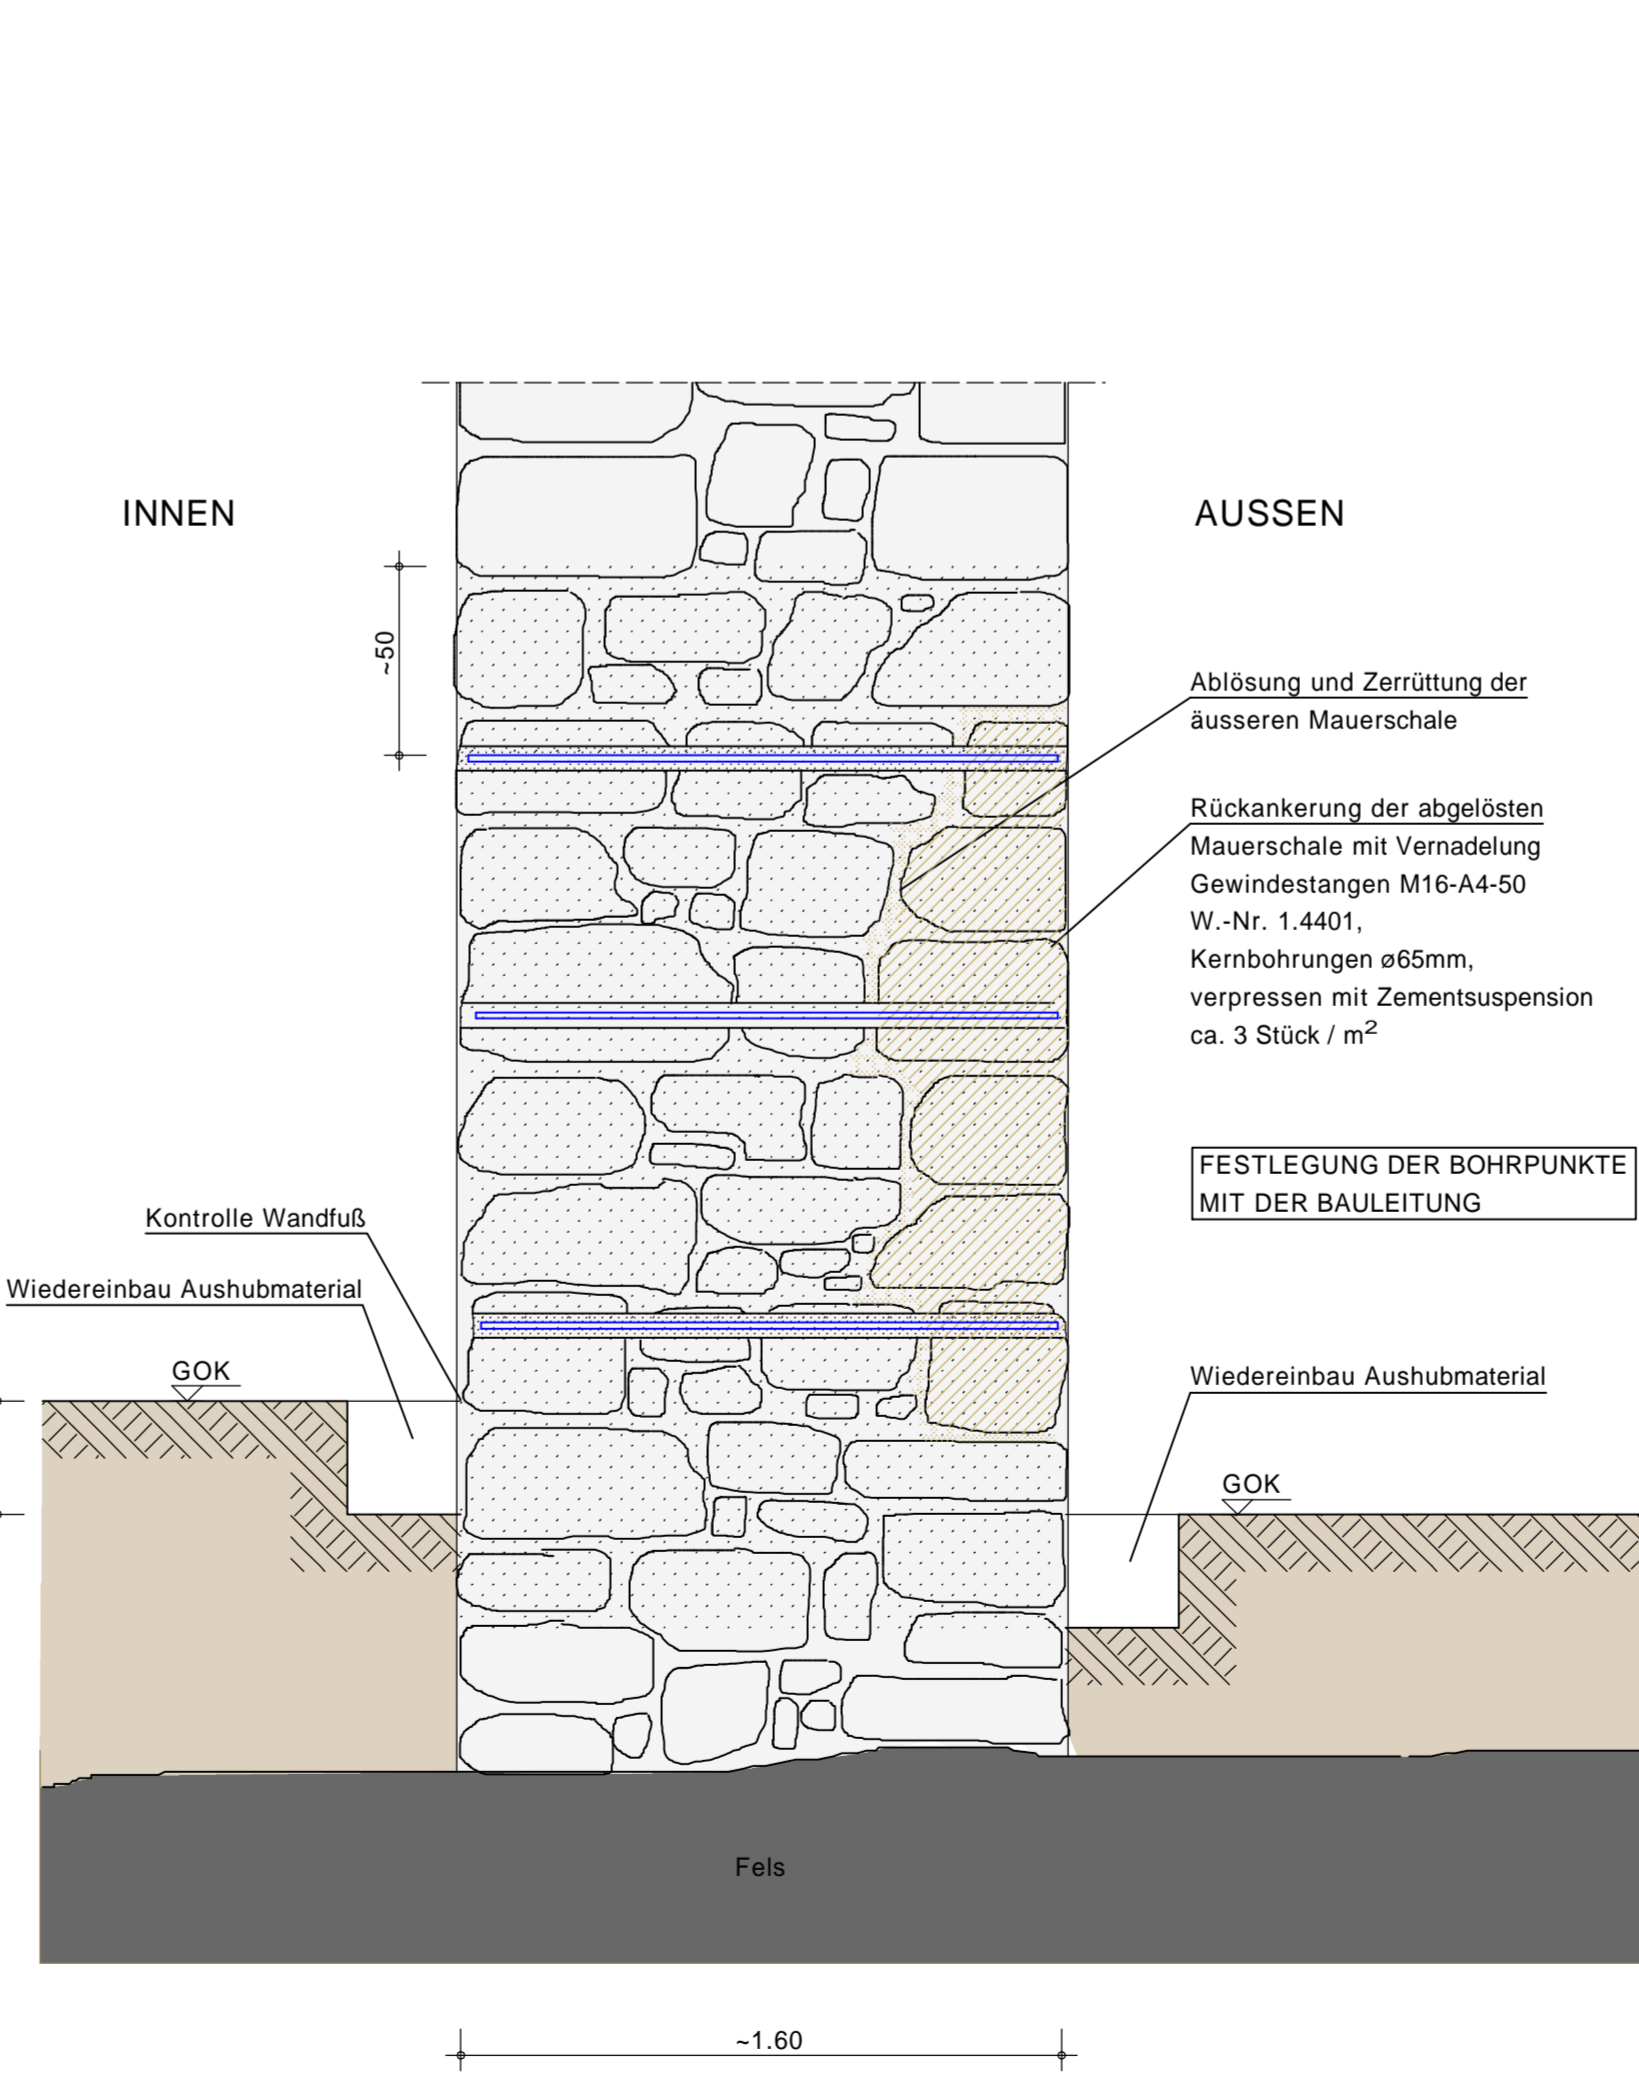 INNEN
AUSSEN
~50
Ablösung und Zerrüttung der
äusseren Mauerschale
Rückankerung der abgelösten
Mauerschale mit Vernadelung
Gewindestangen M16-A4-50
W.-Nr. 1.4401,
Kernbohrungen ø65mm,
verpressen mit Zementsuspension
ca. 3 Stück / m²
FESTLEGUNG DER BOHRPUNKTE
MIT DER BAULEITUNG
Kontrolle Wandfuß
Wiedereinbau Aushubmaterial
GOK
Wiedereinbau Aushubmaterial
GOK
Fels
~1.60